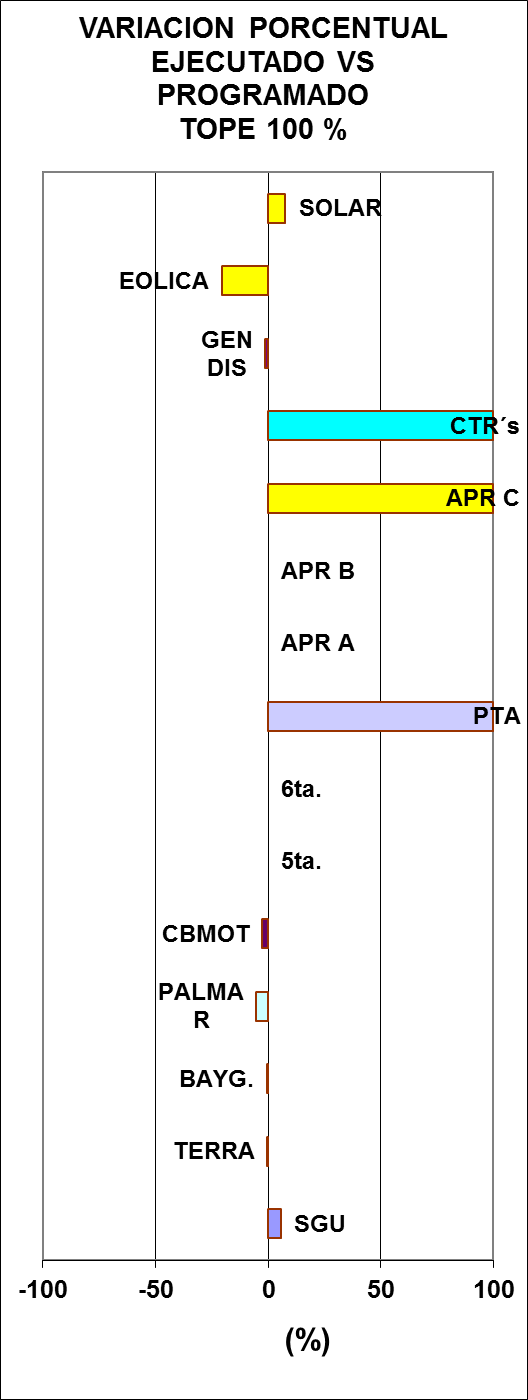 VARIACION PORCENTUAL
EJECUTADO VS
PROGRAMADO
TOPE 100 %
SOLAR
EOLICA
GEN
DIS
CTR´s
APR C
APR B
APR A
PTA
6ta.
5ta.
CBMOT
PALMA
R
BAYG.
TERRA
SGU
-100 -50 0 50 100
(%)